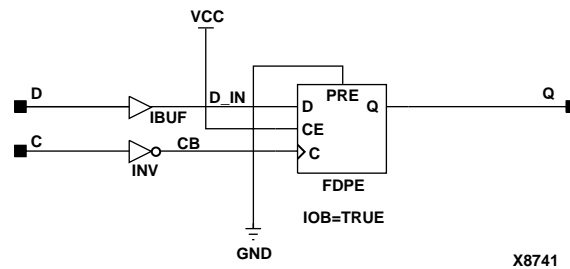 VCC
D
D_IN
D
PRE
Q
Q
IBUF
CE
C
CB
C
INV
FDPE
IOB=TRUE
GND
X8741